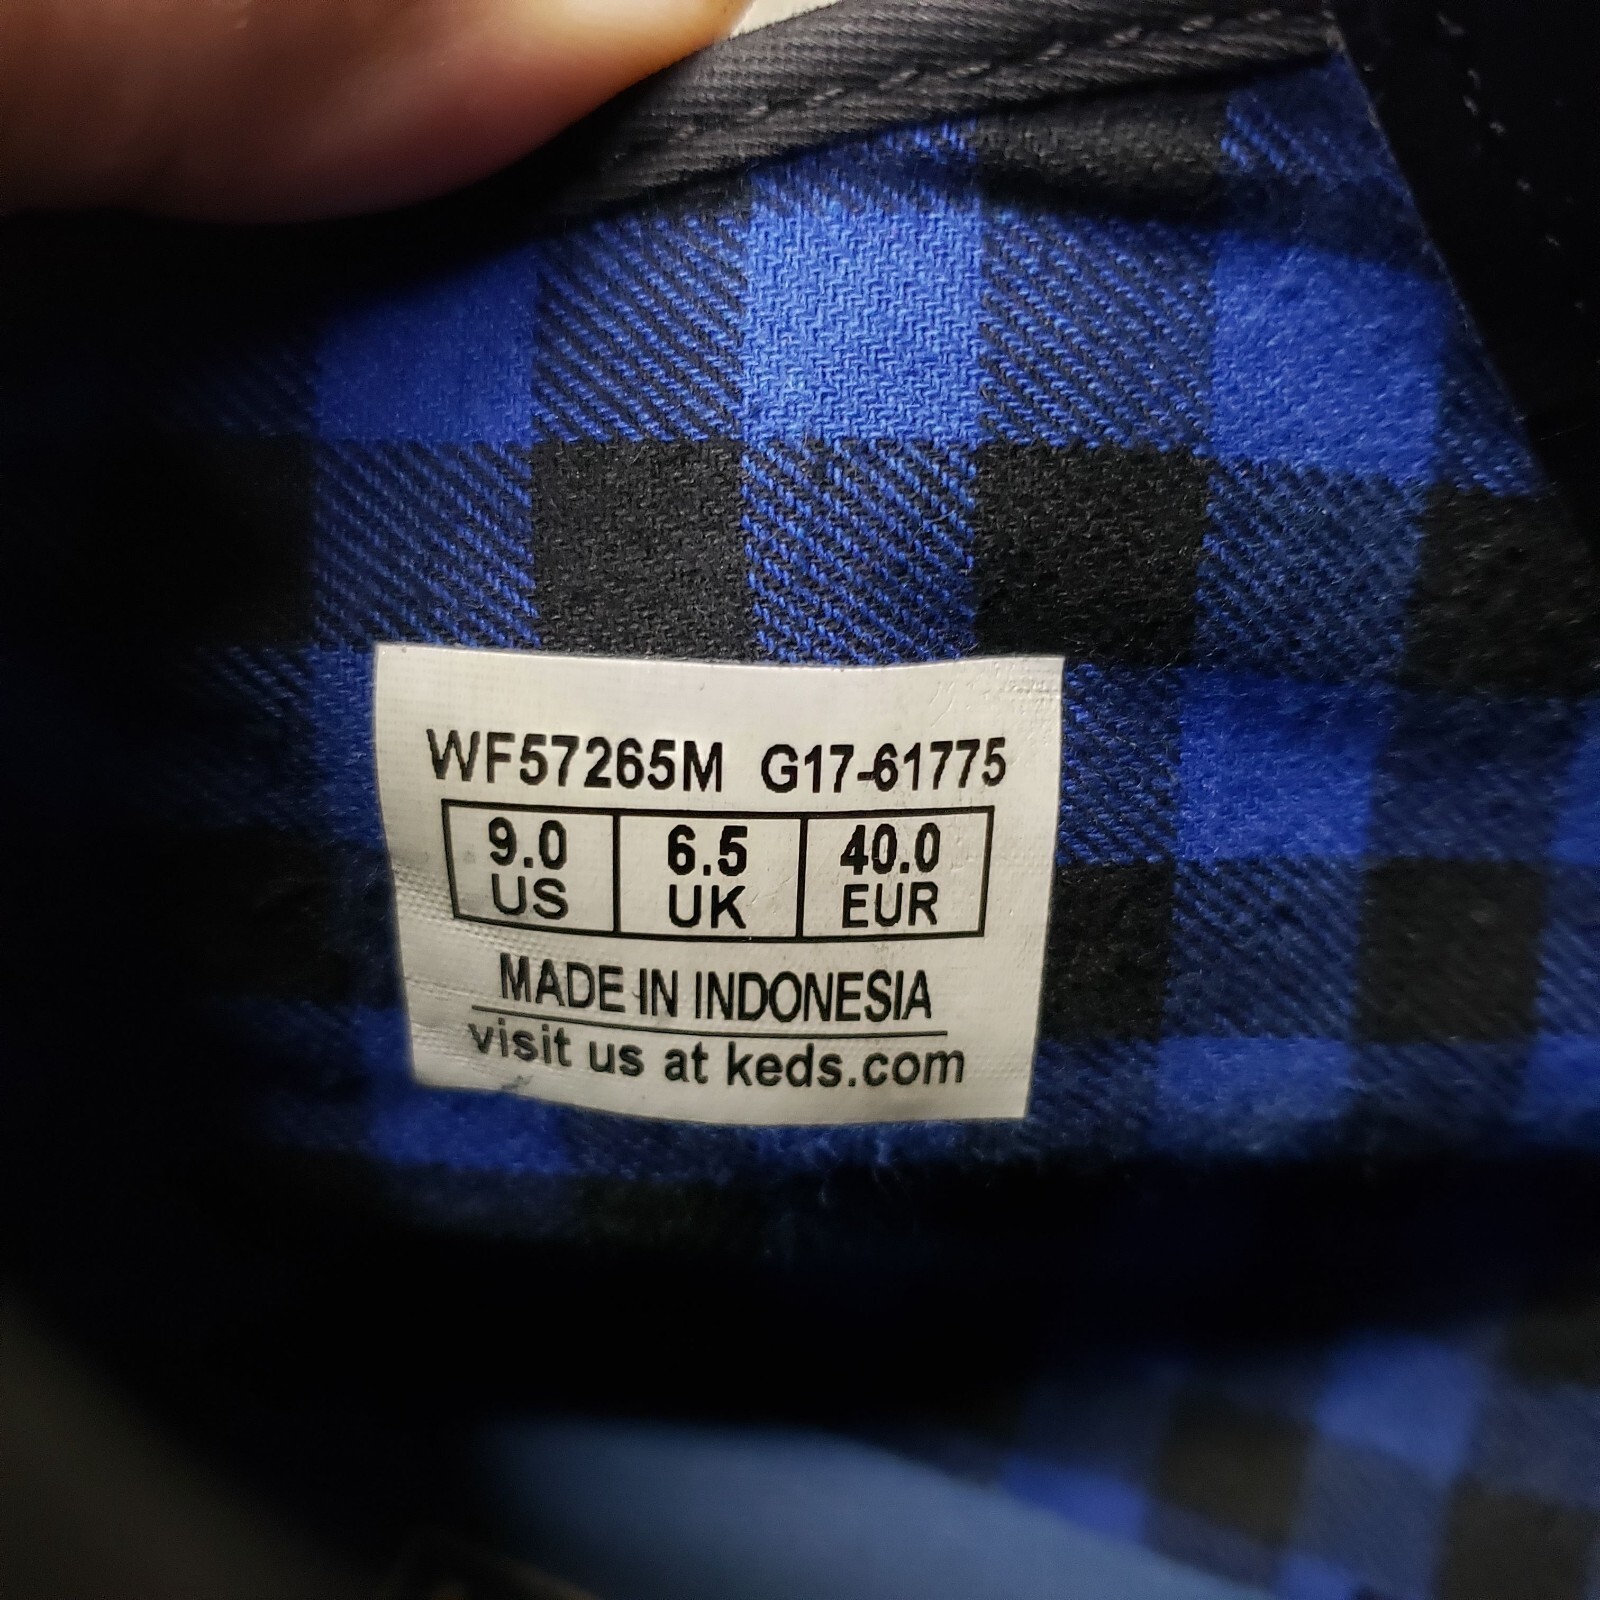 WF57265M G17-61775
9.0 6.5 40.0
US UK EUR
MADE IN INDONESIA
visit us at keds.com